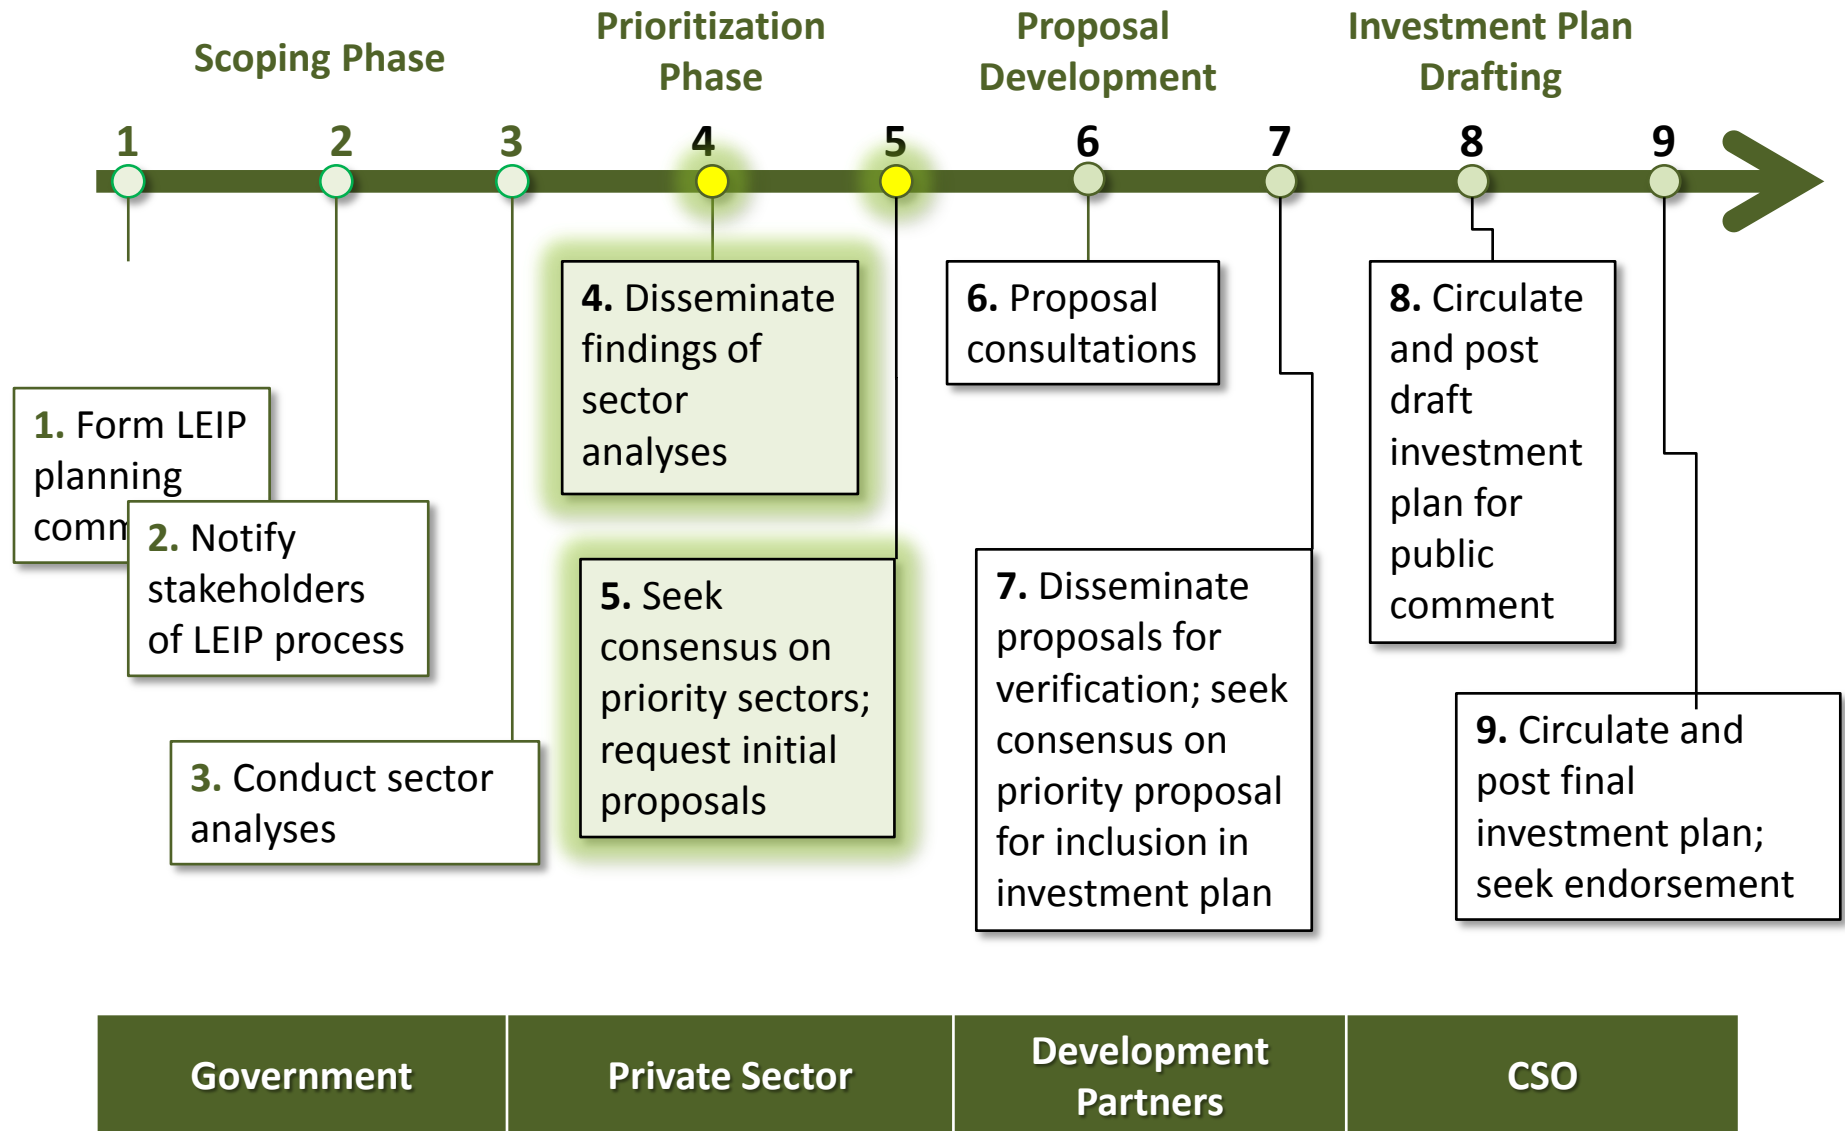 Scoping Phase
Prioritization
Phase
Proposal
Development
Investment Plan
Drafting
1
2
3
4
5
6
7
8
9
1. Form LEIP
planning
2. Notify
stakeholders
of LEIP process
3. Conduct sector
analyses
4. Disseminate
findings of
sector
analyses
5. Seek
consensus on
priority sectors;
request initial
proposals
6. Proposal
consultations
7. Disseminate
proposals for
verification; seek
consensus on
priority proposal
for inclusion in
investment plan
8. Circulate
and post
draft
investment
plan for
public
comment
9. Circulate and
post final
investment plan;
seek endorsement
Government
Private Sector
Development
Partners
CSO